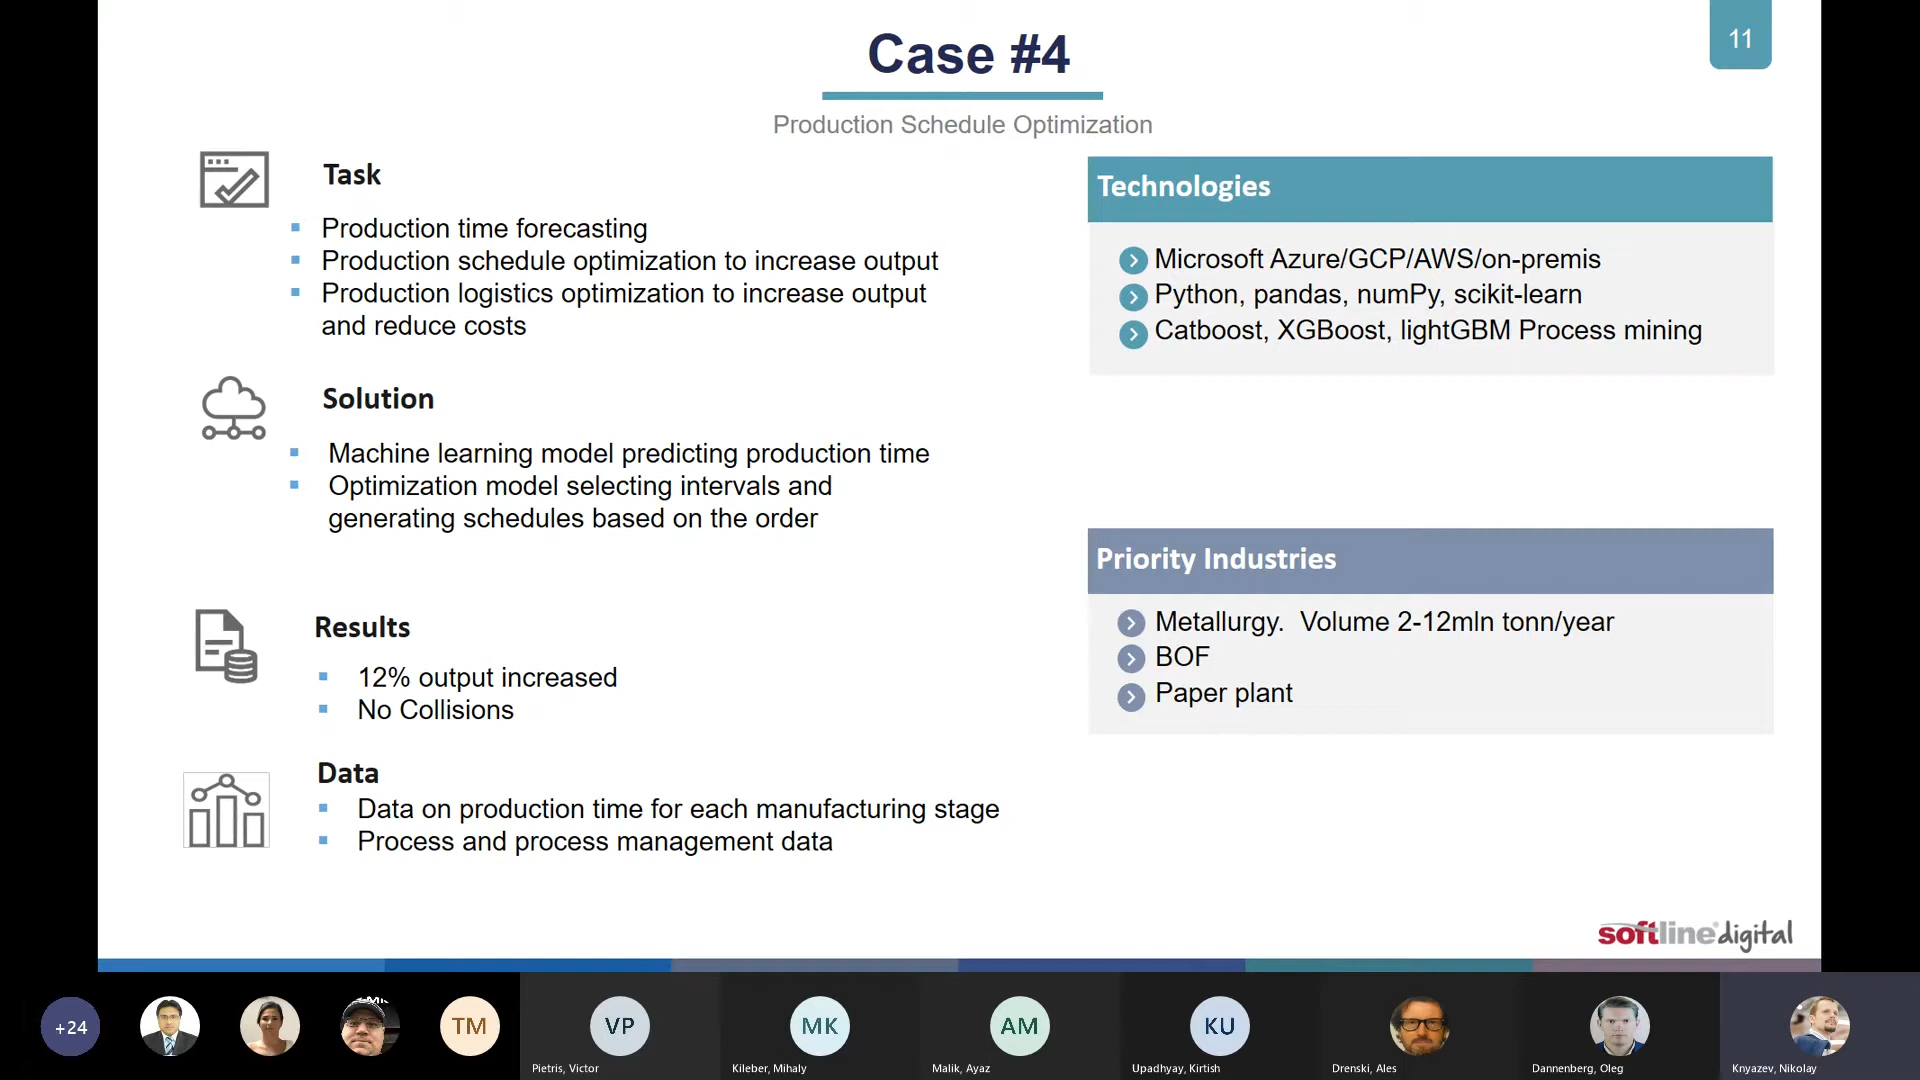 Case #4
11
Production Schedule Optimization
Task
Production time forecasting
Production schedule optimization to increase output
Production logistics optimization to increase output
and reduce costs
Solution
Machine learning model predicting production time
Optimization model selecting intervals and
generating schedules based on the order
Results
12% output increased
No Collisions
Data
Data on production time for each manufacturing stage
Process and process management data
Technologies
Microsoft Azure/GCP/AWS/on-premis
Python, pandas, numPy, scikit-learn
Catboost, XGBoost, lightGBM Process mining
Priority Industries
Metallurgy.  Volume 2-12mln tonn/year
BOF
Paper plant
softline digital
+24
TM
VP
MK
AM
KU
Pietris, Victor
Kileber, Mihaly
Malik, Ayaz
Upadhyay, Kirtish
Drenski, Ales
Dannenberg, Oleg
Knyazev, Nikolay